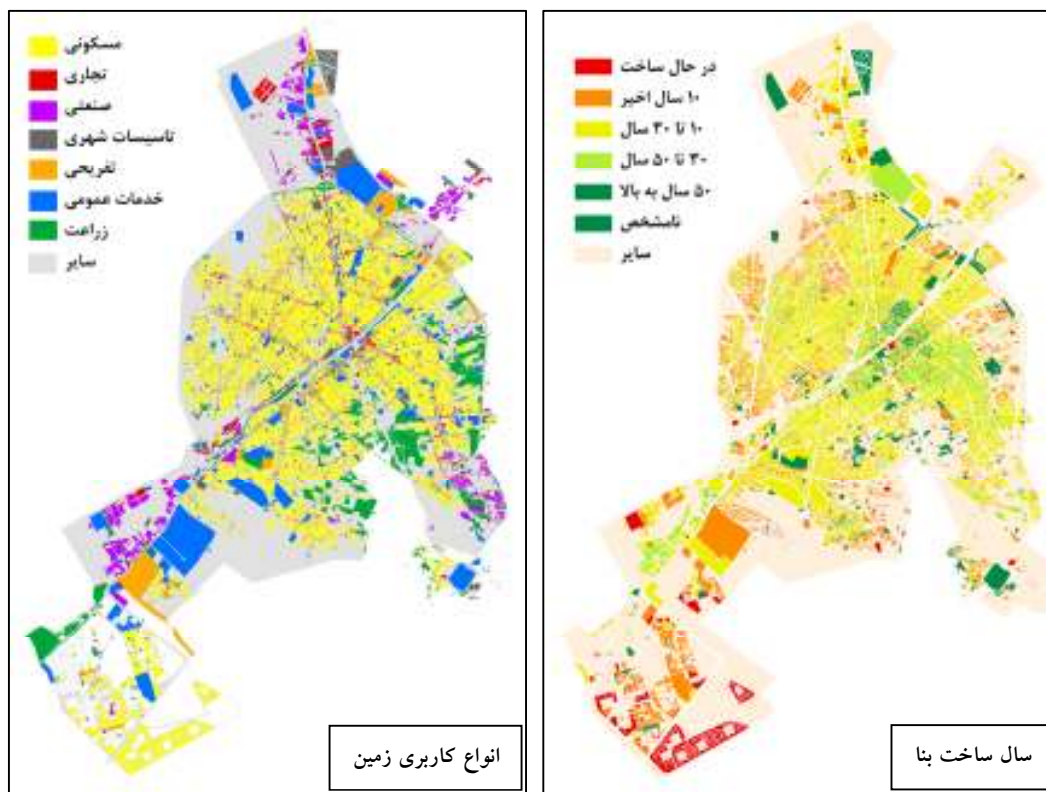 مسکونی
تجاری
صنعتی
تاسیسات شهری
تفریحی
خدمات عمومی
زراعت
سایر
انواع کاربری زمین
در حال ساخت
۱۰ سال اخیر
۱۰ تا ۳۰ سال
۳۰ تا ۵۰ سال
۵۰ سال به بالا
نامشخص
سایر
سال ساخت بنا